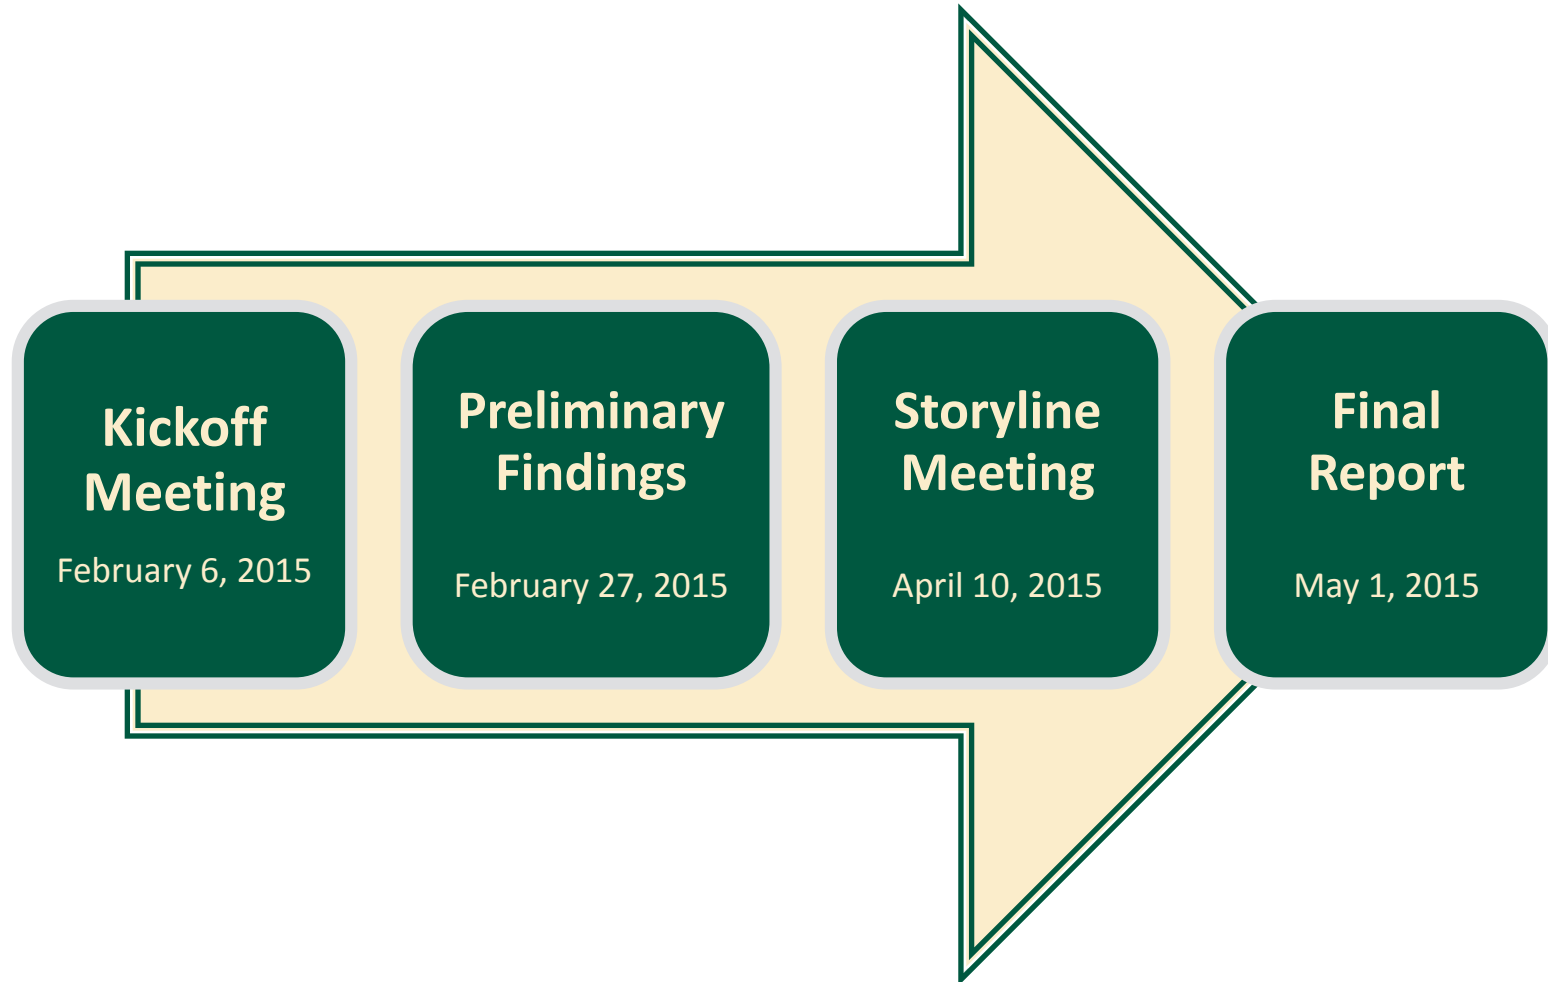 Kickoff
Meeting
February 6, 2015
Preliminary
Findings
February 27, 2015
Storyline
Meeting
April 10, 2015
Final
Report
May 1, 2015